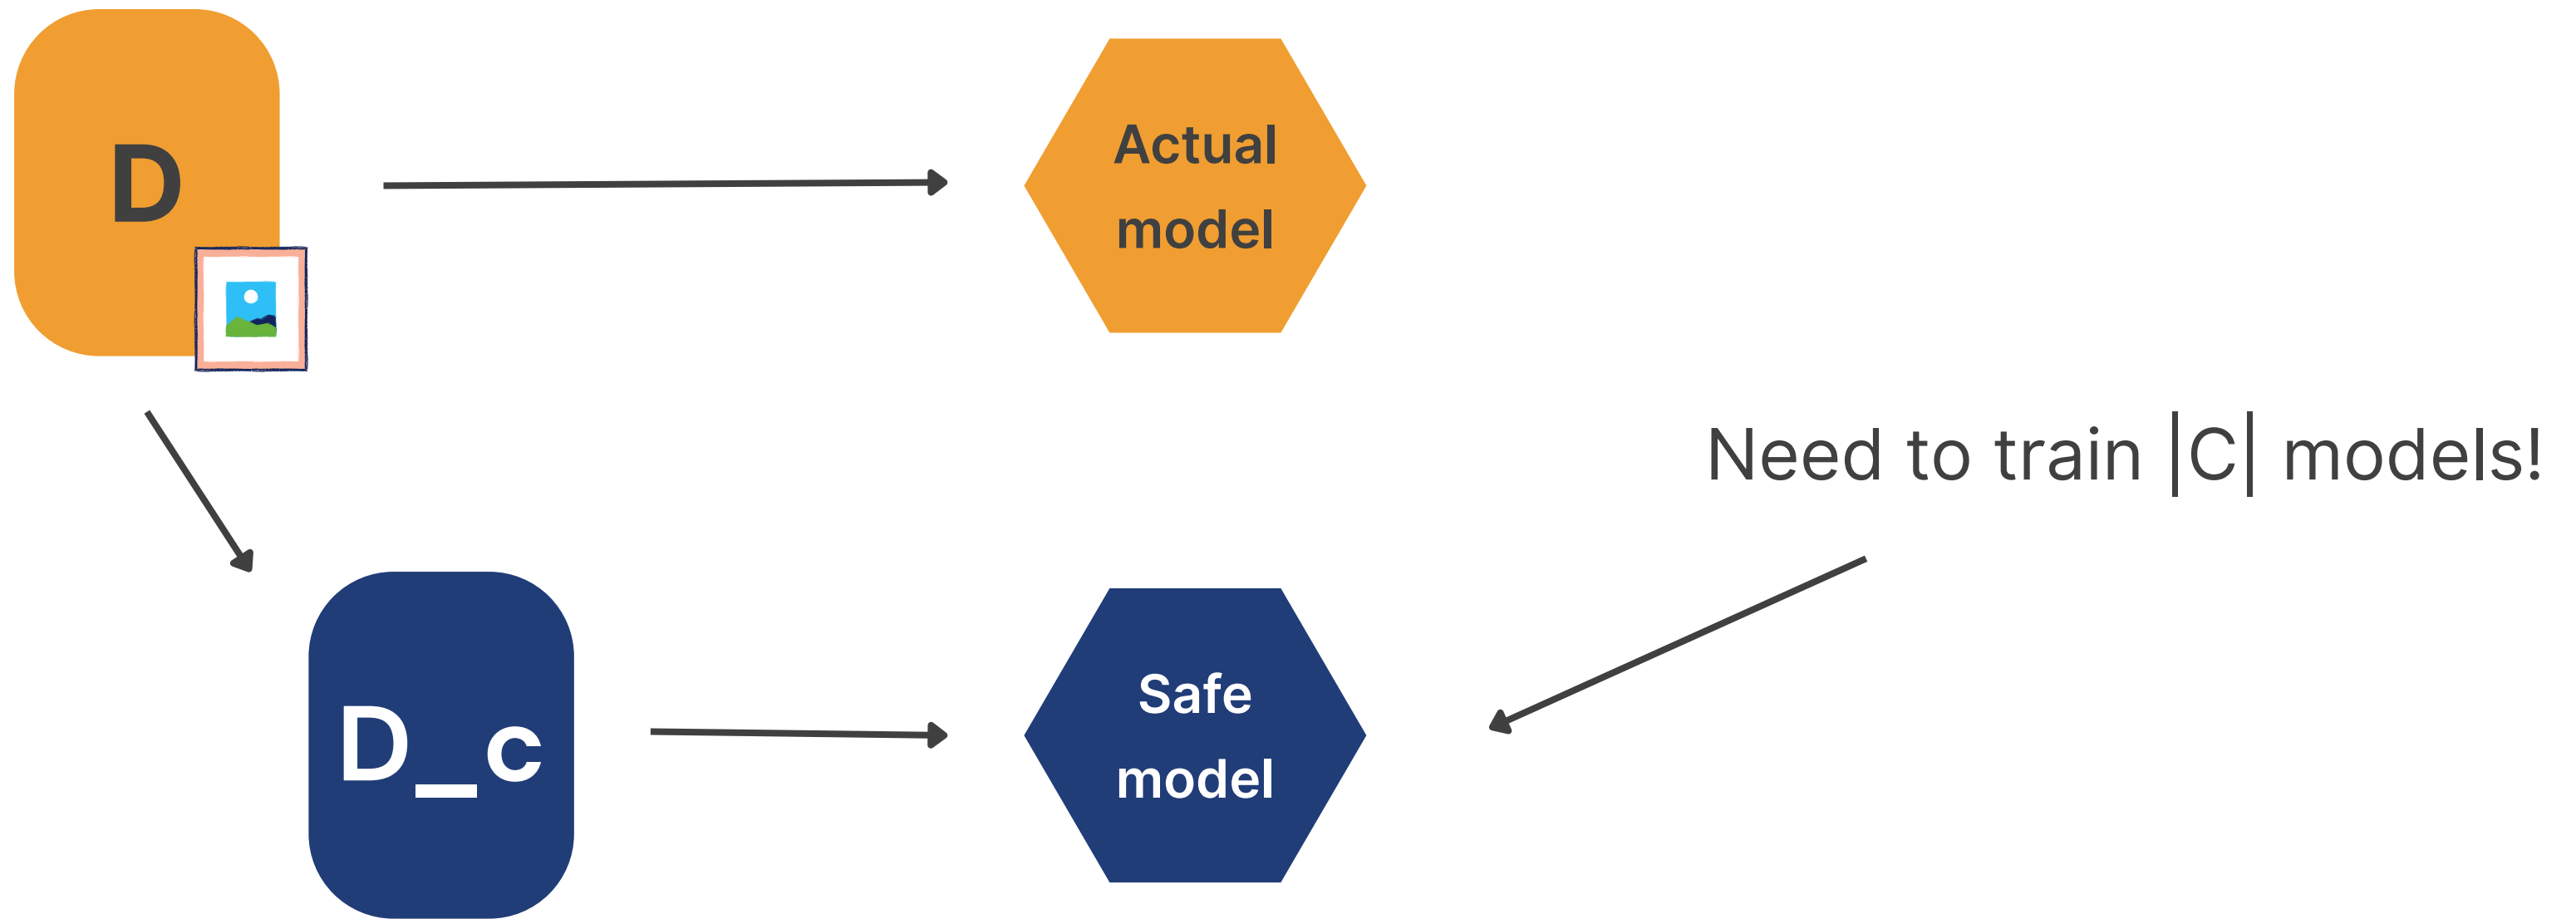 D
Actual
model
Need to train |C| models!
D_c
Safe
model